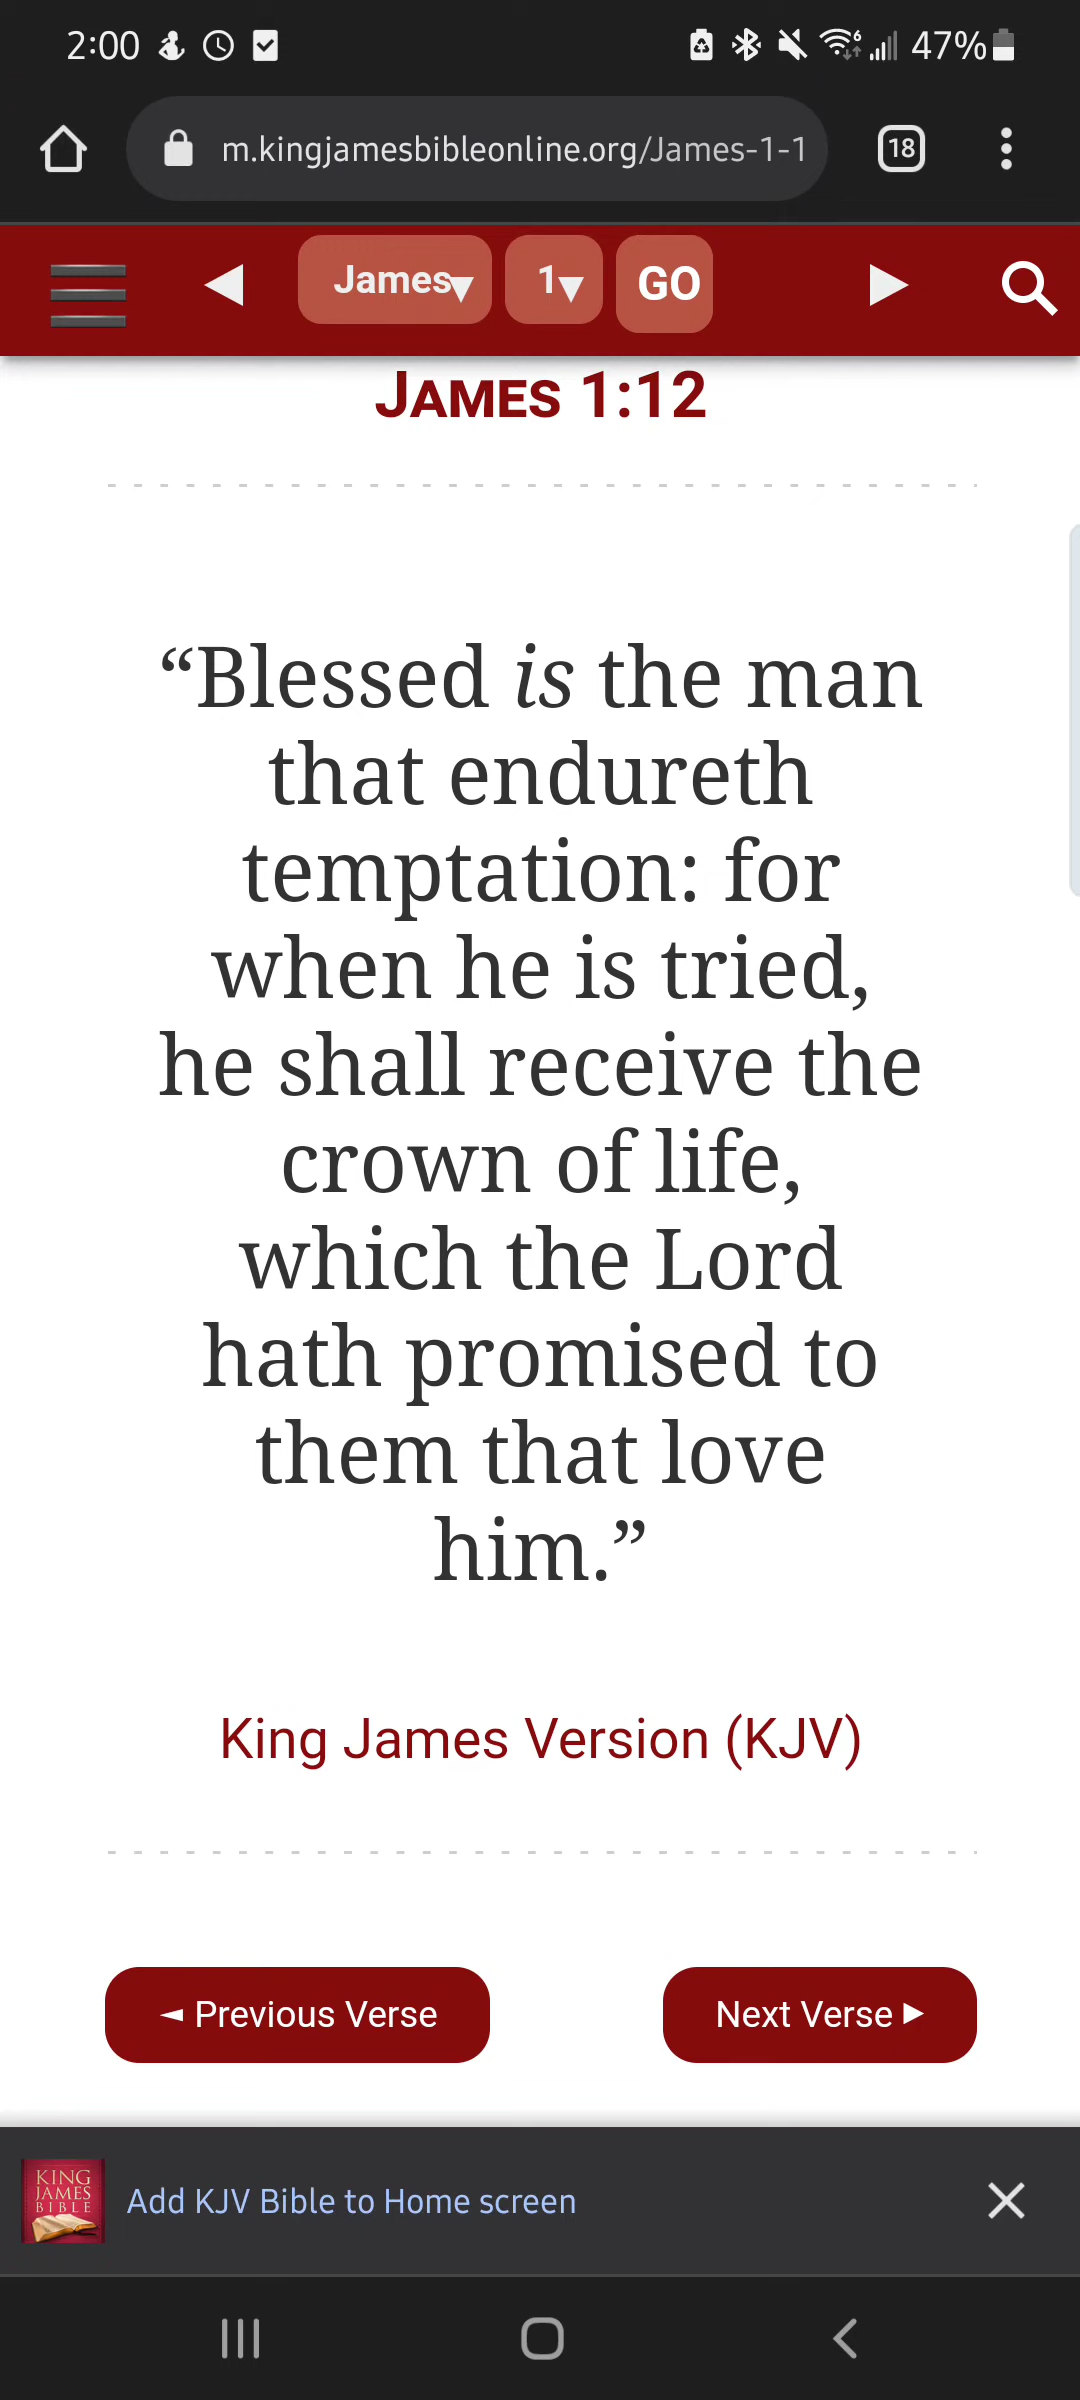 2:00
6
47%
m.kingjamesbibleonline.org/James-1-1
18
James 1 GO
JAMES 1:12
“Blessed is the man
that endureth
temptation: for
when he is tried,
he shall receive the
crown of life,
which the Lord
hath promised to
them that love
him.”
King James Version (KJV)
◄ Previous Verse
Next Verse ►
KING
JAMES
BIBLE
Add KJV Bible to Home screen